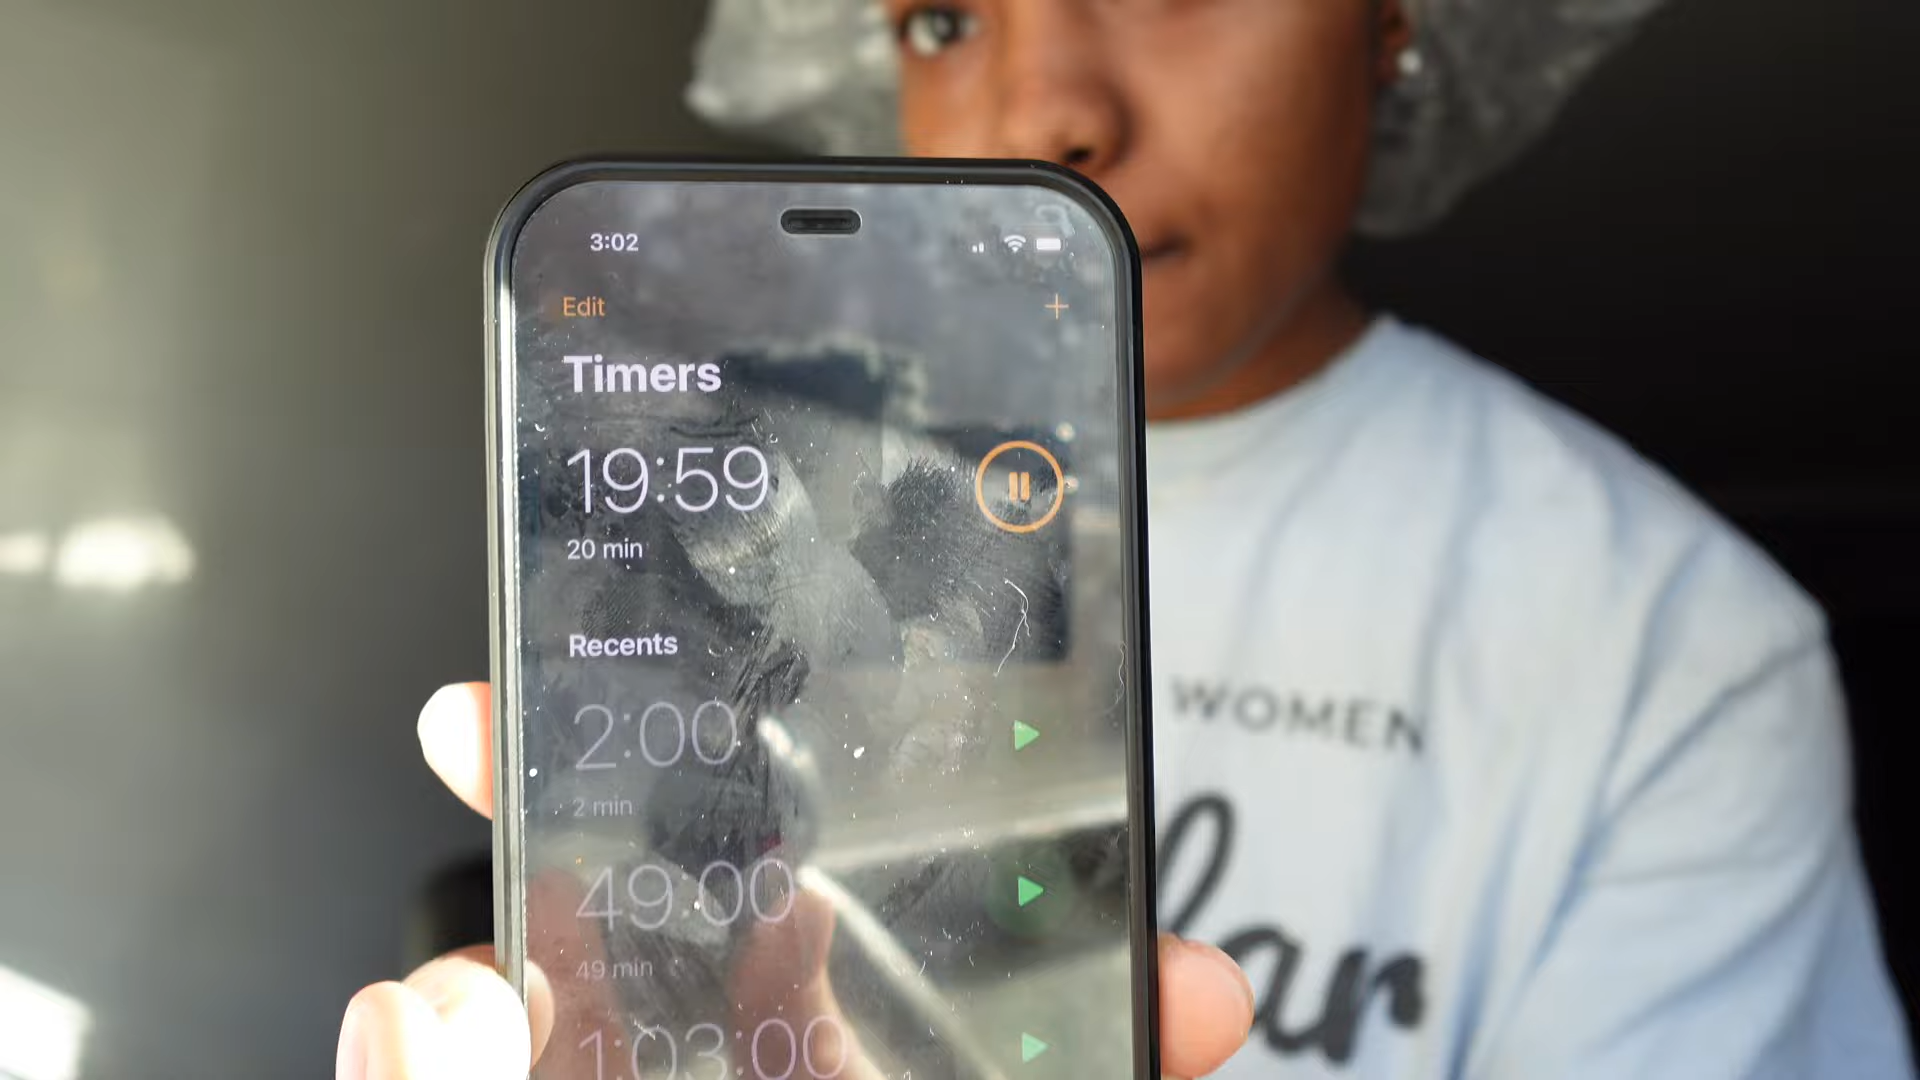 3:02
Edit
+
Timers
19:59
20 min
Recents
2:00
2 min
49:00
49 min
1:03:00
WOMEN